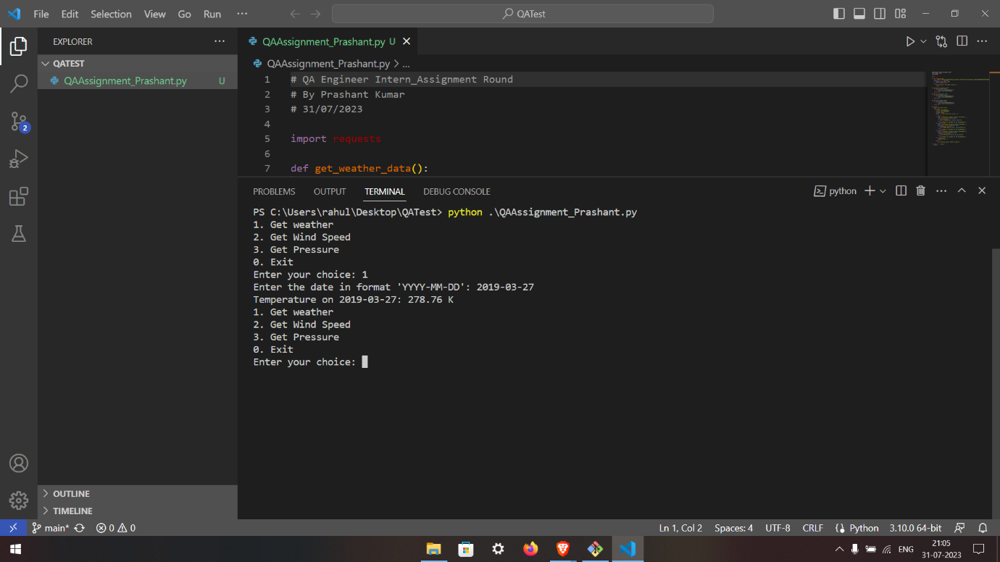 File Edit Selection View Go Run ···
QATest
EXPLORER
QATEST
QAAssignment_Prashant.py U
2
OUTLINE
TIMELINE
QAAssignment_Prashant.py U
QAAssignment_Prashant.py > ...
1 # QA Engineer Intern_Assignment Round
2 # By Prashant Kumar
3 # 31/07/2023
4
5 import requests
6
7 def get_weather_data():
PROBLEMS OUTPUT TERMINAL DEBUG CONSOLE
python
PS C:\Users\rahul\Desktop\QATest> python .\QAAssignment_Prashant.py
1. Get weather
2. Get Wind Speed
3. Get Pressure
0. Exit
Enter your choice: 1
Enter the date in format 'YYYY-MM-DD': 2019-03-27
Temperature on 2019-03-27: 278.76 K
1. Get weather
2. Get Wind Speed
3. Get Pressure
0. Exit
Enter your choice:
main* 0 0
Ln 1, Col 2 Spaces: 4 UTF-8 CRLF Python 3.10.0 64-bit
ENG
21:05
31-07-2023